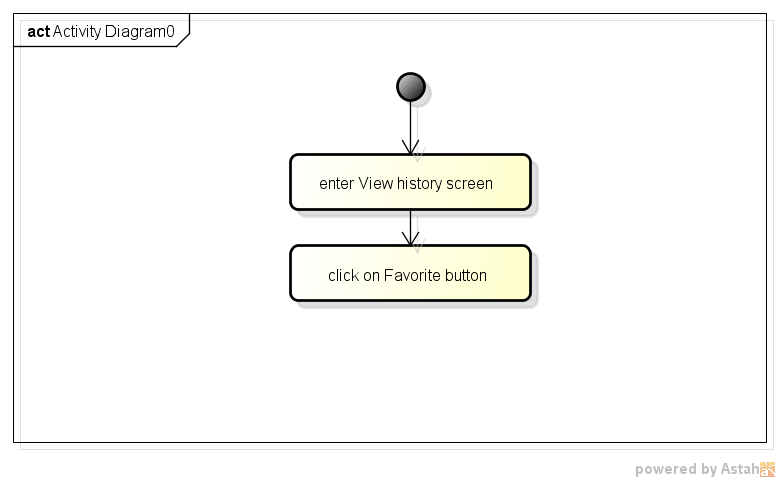 act Activity Diagram0
enter View history screen
click on Favorite button
powered by Astah